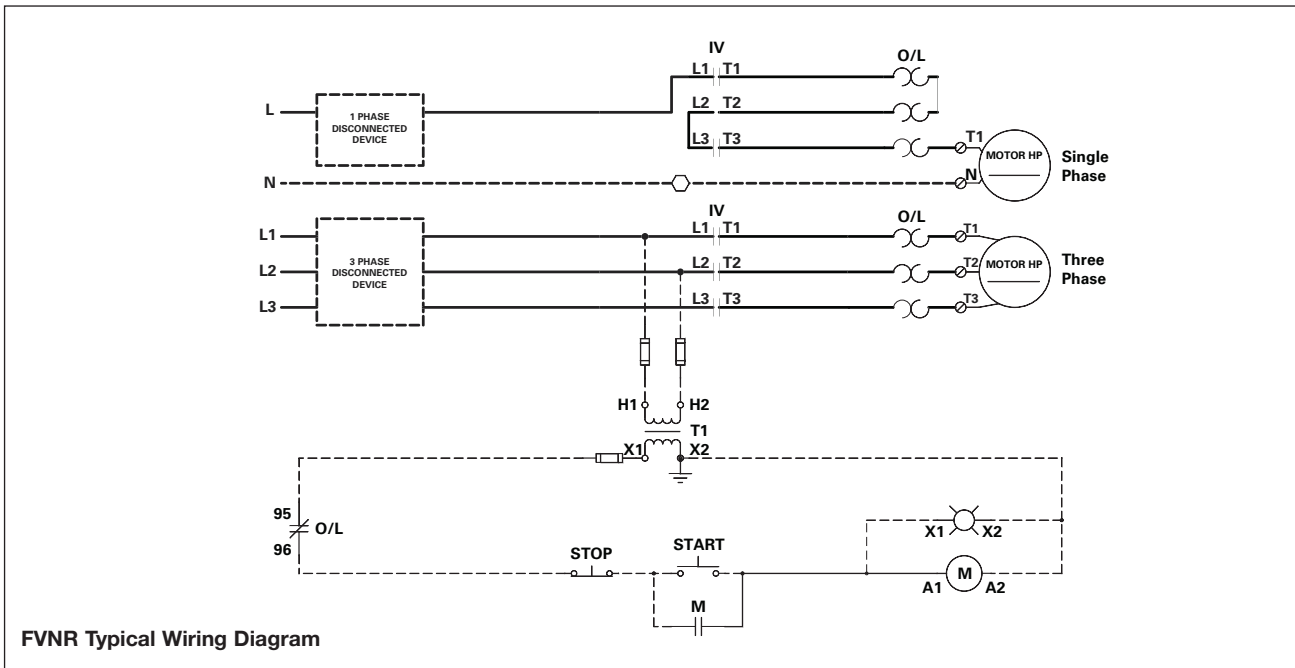 IV
O/L
L1 T1
L
1 PHASE
DISCONNECTED
DEVICE
L2 T2
L3 T3
T1
MOTOR HP
Single
Phase
N
N
IV
O/L
L1
L1 T1
T1
L2
3 PHASE
DISCONNECTED
DEVICE
L2 T2
T2
MOTOR HP
Three
Phase
L3
L3 T3
T3
H1 H2
T1
X1 X2
95
O/L
96
X1 X2
STOP
START
M
A1 A2
M
FVNR Typical Wiring Diagram